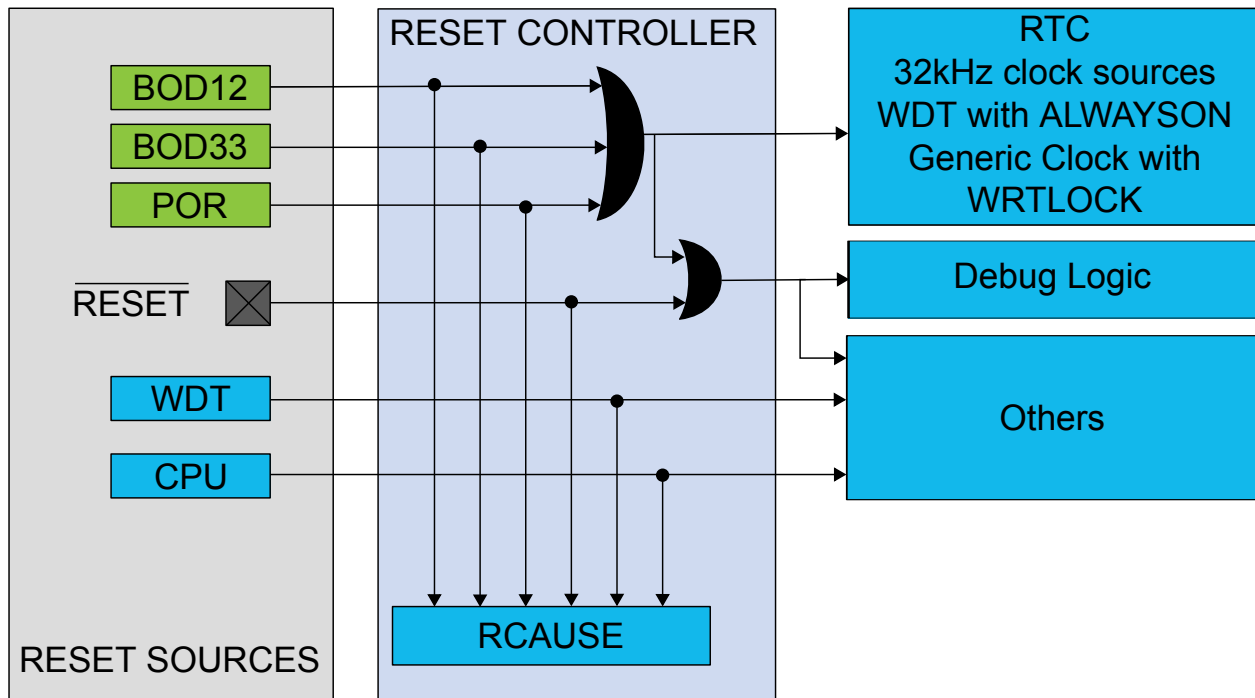 RESET CONTROLLER
BOD12
BOD33
POR
RESET
WDT
CPU
RESET SOURCES
RCAUSE
RTC
32kHz clock sources
WDT with ALWAYSON
Generic Clock with
WRTLOCK
Debug Logic
Others